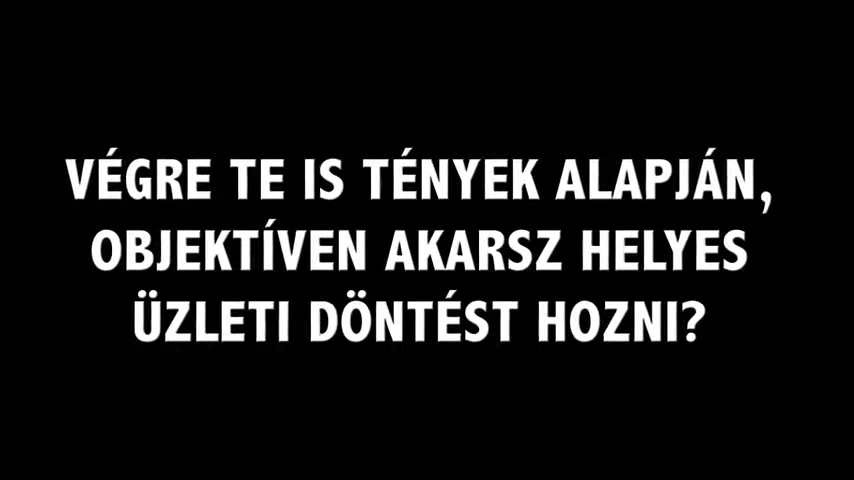 VÉGRE TE IS TÉNYEK ALAPJÁN,
OBJEKTÍVEN AKARSZ HELYES
ÜZLETI DÖNTÉST HOZNI?